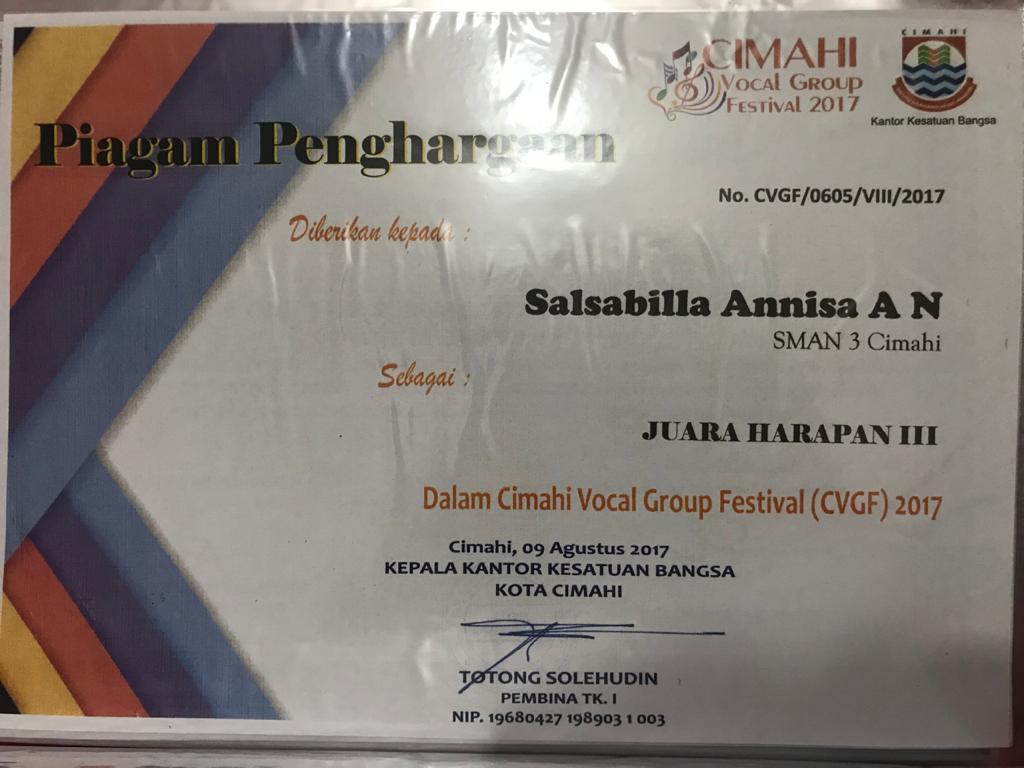 CIMAHI
Vocal Group
Festival 2017
CIMAHI
Kantor Kesatuan Bangsa
Piagam Penghargaan
No. CVGF/0605/VIII/2017
Diberikan kepada :
Salsabilla Annisa A N
SMAN 3 Cimahi
Sebagai :
JUARA HARAPAN III
Dalam Cimahi Vocal Group Festival (CVGF) 2017
Cimahi, 09 Agustus 2017
KEPALA KANTOR KESATUAN BANGSA
KOTA CIMAHI
TOTONG SOLEHUDIN
PEMBINA TK. I
NIP. 19680427 198903 1 003